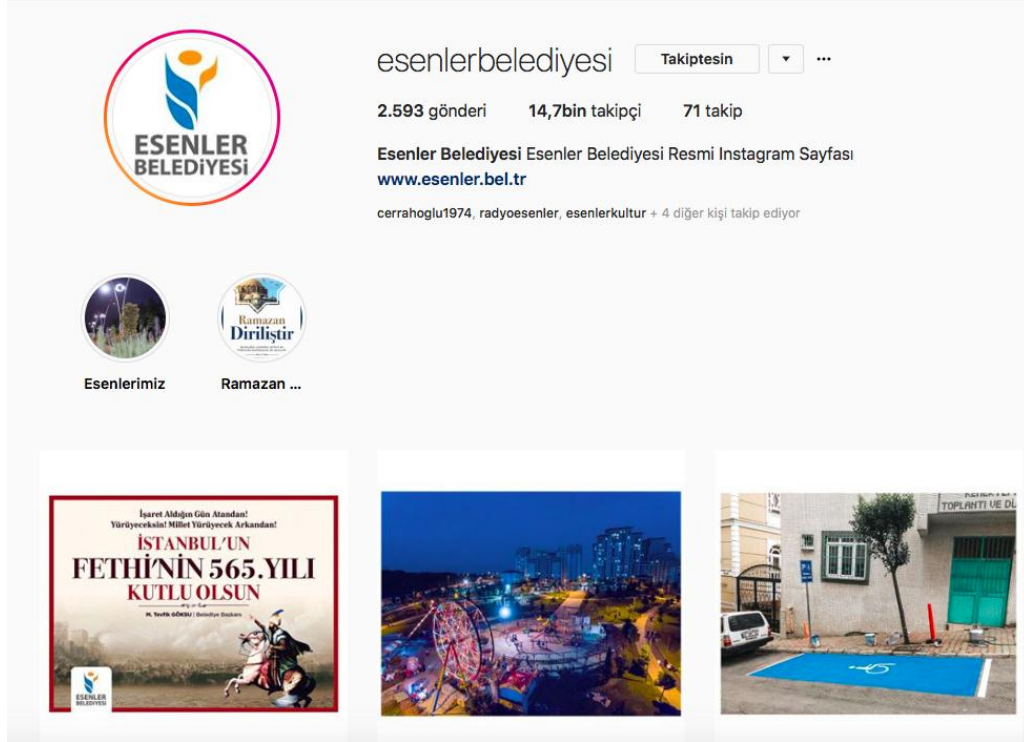 esenlerbelediyesi Takiptesin
2.593 gönderi 14,7bin takipçi 71 takip
Esenler Belediyesi Esenler Belediyesi Resmi Instagram Sayfası
www.esenler.bel.tr
cerrahoglu1974, radyoesenler, esenlerkultur + 4 diğer kişi takip ediyor
ESENLER
BELEDİYESİ
Ramazan
Diriliştir
Esenlerimiz Ramazan ...
İşaret Aldığın Gün Atandan!
Yürüyeceksin! Millet Yürüyecek Arkandan!
İSTANBUL'UN
FETHİ'NİN 565.YILI
KUTLU OLSUN
M. Tevfik GÖKSU | Belediye Başkanı
ESENLER
BELEDİYESİ
TOPLANTI VE